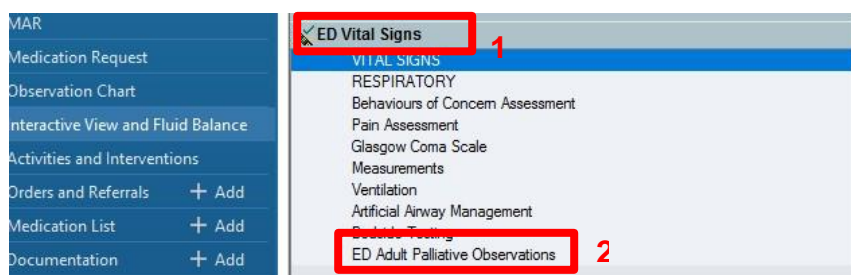 MAR
Medication Request
Observation Chart
Interactive View and Fluid Balance
Activities and Interventions
Orders and Referrals + Add
Medication List + Add
Documentation + Add
ED Vital Signs 1
VITAL SIGNS
RESPIRATORY
Behaviours of Concern Assessment
Pain Assessment
Glasgow Coma Scale
Measurements
Ventilation
Artificial Airway Management
Bedside Testing
ED Adult Palliative Observations 2